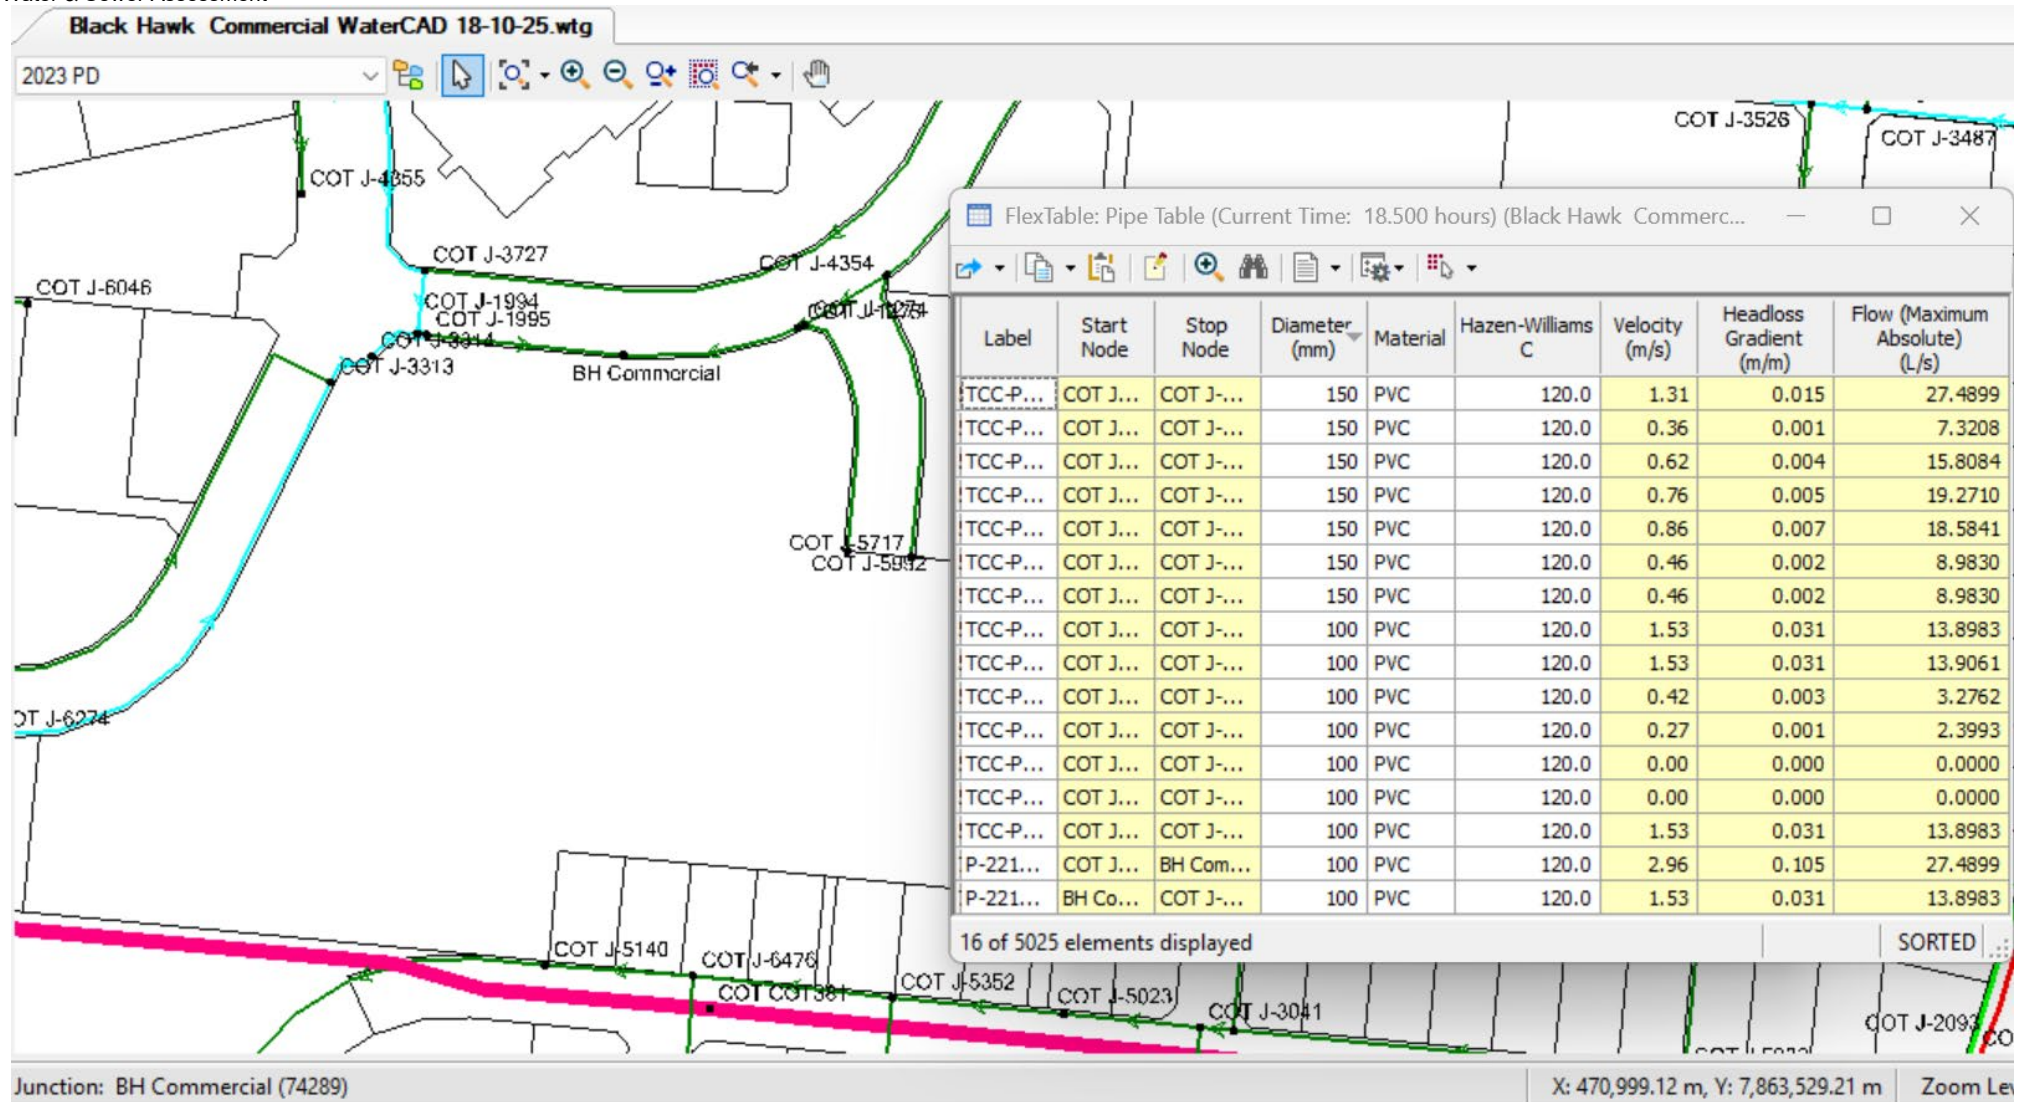 Water & Sewer Assessment
Black Hawk Commercial WaterCAD 18-10-25.wtg
2023 PD
COT J-3526
COT J-3487
COT J-4355
COT J-3727
COT J-4354
COT J-6046
COT J-1994
COT J-1995
COT J-3314
COT J-3313
BH Commercial
COT J-5717
COT J-5992
OT J-6274
COT J-5140
COT J-6476
COT COT381
COT J-5352
COT J-5023
COT J-3041
COT J-2093
FlexTable: Pipe Table (Current Time: 18.500 hours) (Black Hawk Commerc...
Label Start Node Stop Node Diameter (mm) Material Hazen-Williams C Velocity (m/s) Headloss Gradient (m/m) Flow (Maximum Absolute) (L/s)
TCC-P... COT J... COT J-... 150 PVC 120.0 1.31 0.015 27.4899
TCC-P... COT J... COT J-... 150 PVC 120.0 0.36 0.001 7.3208
TCC-P... COT J... COT J-... 150 PVC 120.0 0.62 0.004 15.8084
TCC-P... COT J... COT J-... 150 PVC 120.0 0.76 0.005 19.2710
TCC-P... COT J... COT J-... 150 PVC 120.0 0.86 0.007 18.5841
TCC-P... COT J... COT J-... 150 PVC 120.0 0.46 0.002 8.9830
TCC-P... COT J... COT J-... 150 PVC 120.0 0.46 0.002 8.9830
TCC-P... COT J... COT J-... 100 PVC 120.0 1.53 0.031 13.8983
TCC-P... COT J... COT J-... 100 PVC 120.0 1.53 0.031 13.9061
TCC-P... COT J... COT J-... 100 PVC 120.0 0.42 0.003 3.2762
TCC-P... COT J... COT J-... 100 PVC 120.0 0.27 0.001 2.3993
TCC-P... COT J... COT J-... 100 PVC 120.0 0.00 0.000 0.0000
TCC-P... COT J... COT J-... 100 PVC 120.0 0.00 0.000 0.0000
TCC-P... COT J... COT J-... 100 PVC 120.0 1.53 0.031 13.8983
P-221... COT J... BH Com... 100 PVC 120.0 2.96 0.105 27.4899
P-221... BH Co... COT J-... 100 PVC 120.0 1.53 0.031 13.8983
16 of 5025 elements displayed
SORTED
Junction: BH Commercial (74289)
X: 470,999.12 m, Y: 7,863,529.21 m
Zoom Lev